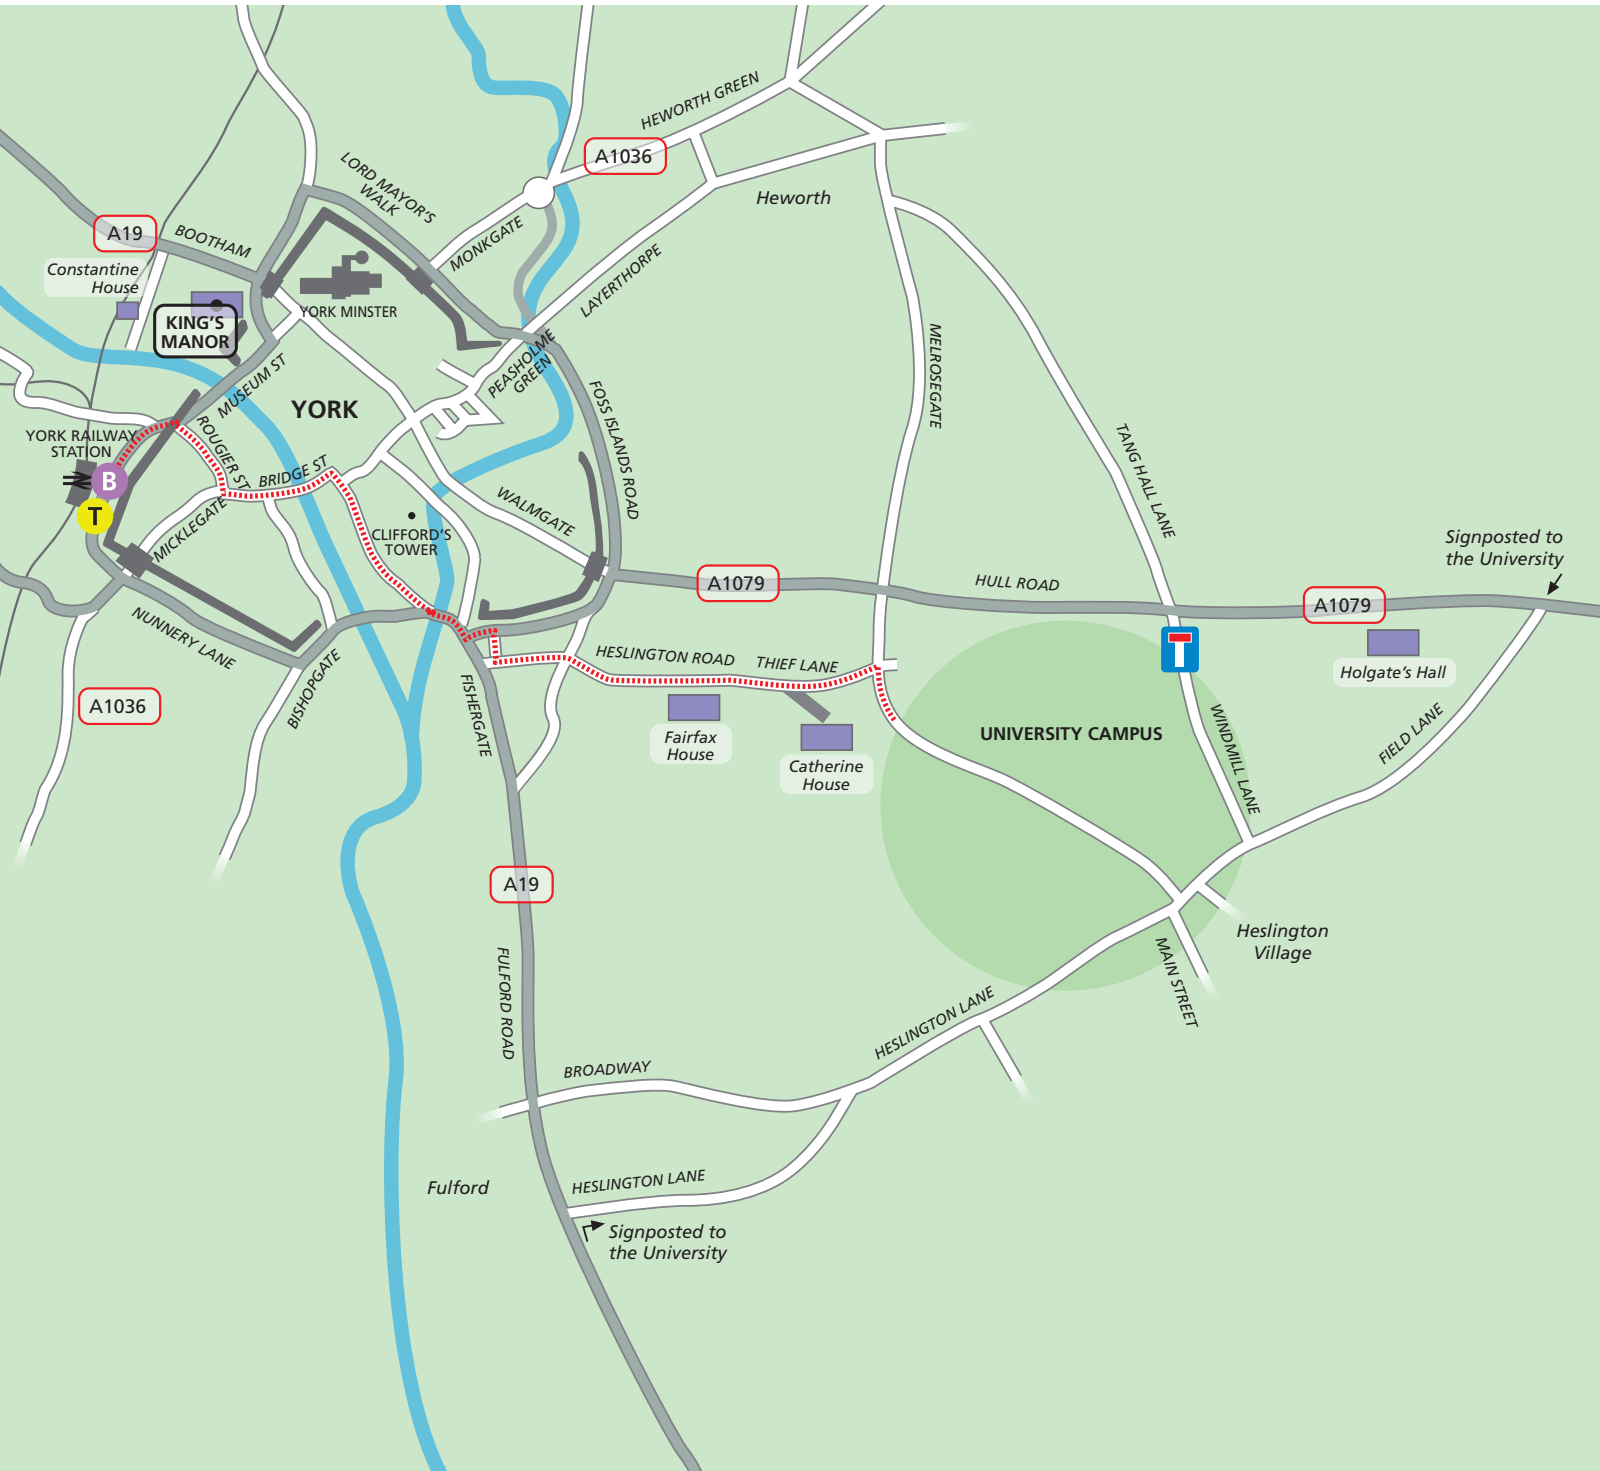 HEWORTH GREEN
A1036
LORD MAYOR'S
WALK
Heworth
A19
BOOTHAM
MONKGATE
Constantine
House
LAYERTHORPE
YORK MINSTER
KING'S
MANOR
PEASHOLME
GREEN
MUSEUM ST
YORK
MELROSEGATE
FOSS ISLANDS ROAD
YORK RAILWAY
STATION
ROUGIER ST
BRIDGE ST
B
T
MICKLEGATE
WALMGATE
CLIFFORD'S
TOWER
TANG HALL LANE
Signposted to
the University
A1079
HULL ROAD
A1079
NUNNERY LANE
HESLINGTON ROAD
THIEF LANE
T
Holgate's Hall
A1036
BISHOPGATE
FISHERGATE
Fairfax
House
Catherine
House
UNIVERSITY CAMPUS
WINDMILL LANE
FIELD LANE
A19
Heslington
Village
FULFORD ROAD
MAIN STREET
HESLINGTON LANE
BROADWAY
Fulford
HESLINGTON LANE
Signposted to
the University